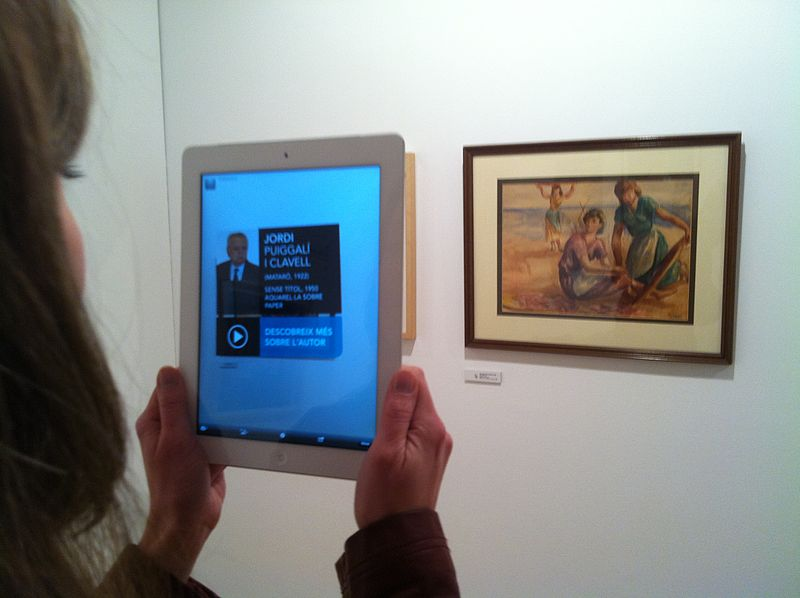 JORDI
PUIGGALÍ
I CLAVELL
(MATARÓ, 1922)
SENSE TÍTOL, 1950
AQUAREL·LA SOBRE
PAPER
DESCOBREIX MÉS
SOBRE L'AUTOR